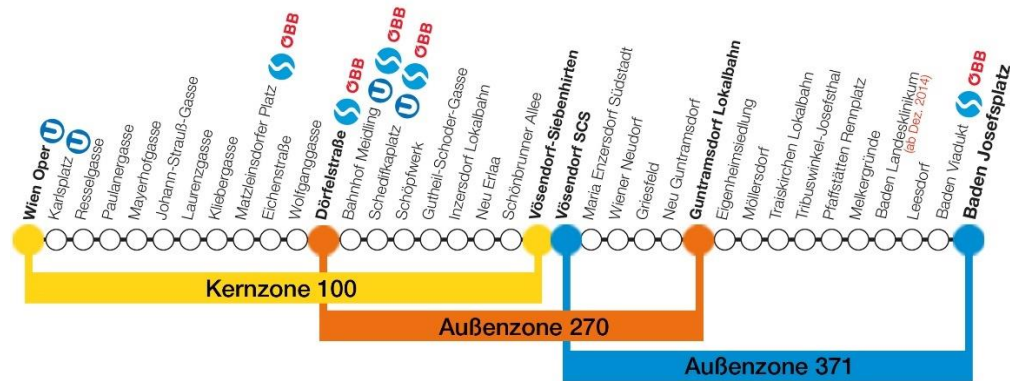 Wien Oper U
Karlsplatz U
Resselgasse
Paulanergasse
Mayerhofgasse
Johann-Strauß-Gasse
Laurenzgasse
Kliebergasse
Matzleinsdorfer Platz S ÖBB
Eichenstraße
Wolfganggasse
Dörfelstraße S ÖBB
Bahnhof Meidling U S ÖBB
Schedifkaplatz U S ÖBB
Schöpfwerk
Gutheil-Schoder-Gasse
Inzersdorf Lokalbahn
Neu Erlaa
Schönbrunner Allee
Vösendorf-Siebenhirten
Vösendorf SCS
Maria Enzersdorf Südstadt
Wiener Neudorf
Griesfeld
Neu Guntramsdorf
Guntramsdorf Lokalbahn
Eigenheimsiedlung
Möllersdorf
Traiskirchen Lokalbahn
Tribuswinkel-Josefsthal
Pfaffstätten Rennplatz
Melkergründe
Baden Landesklinikum
(ab Dez. 2014)
Leesdorf
Baden Viadukt S ÖBB
Baden Josefsplatz
Kernzone 100
Außenzone 270
Außenzone 371